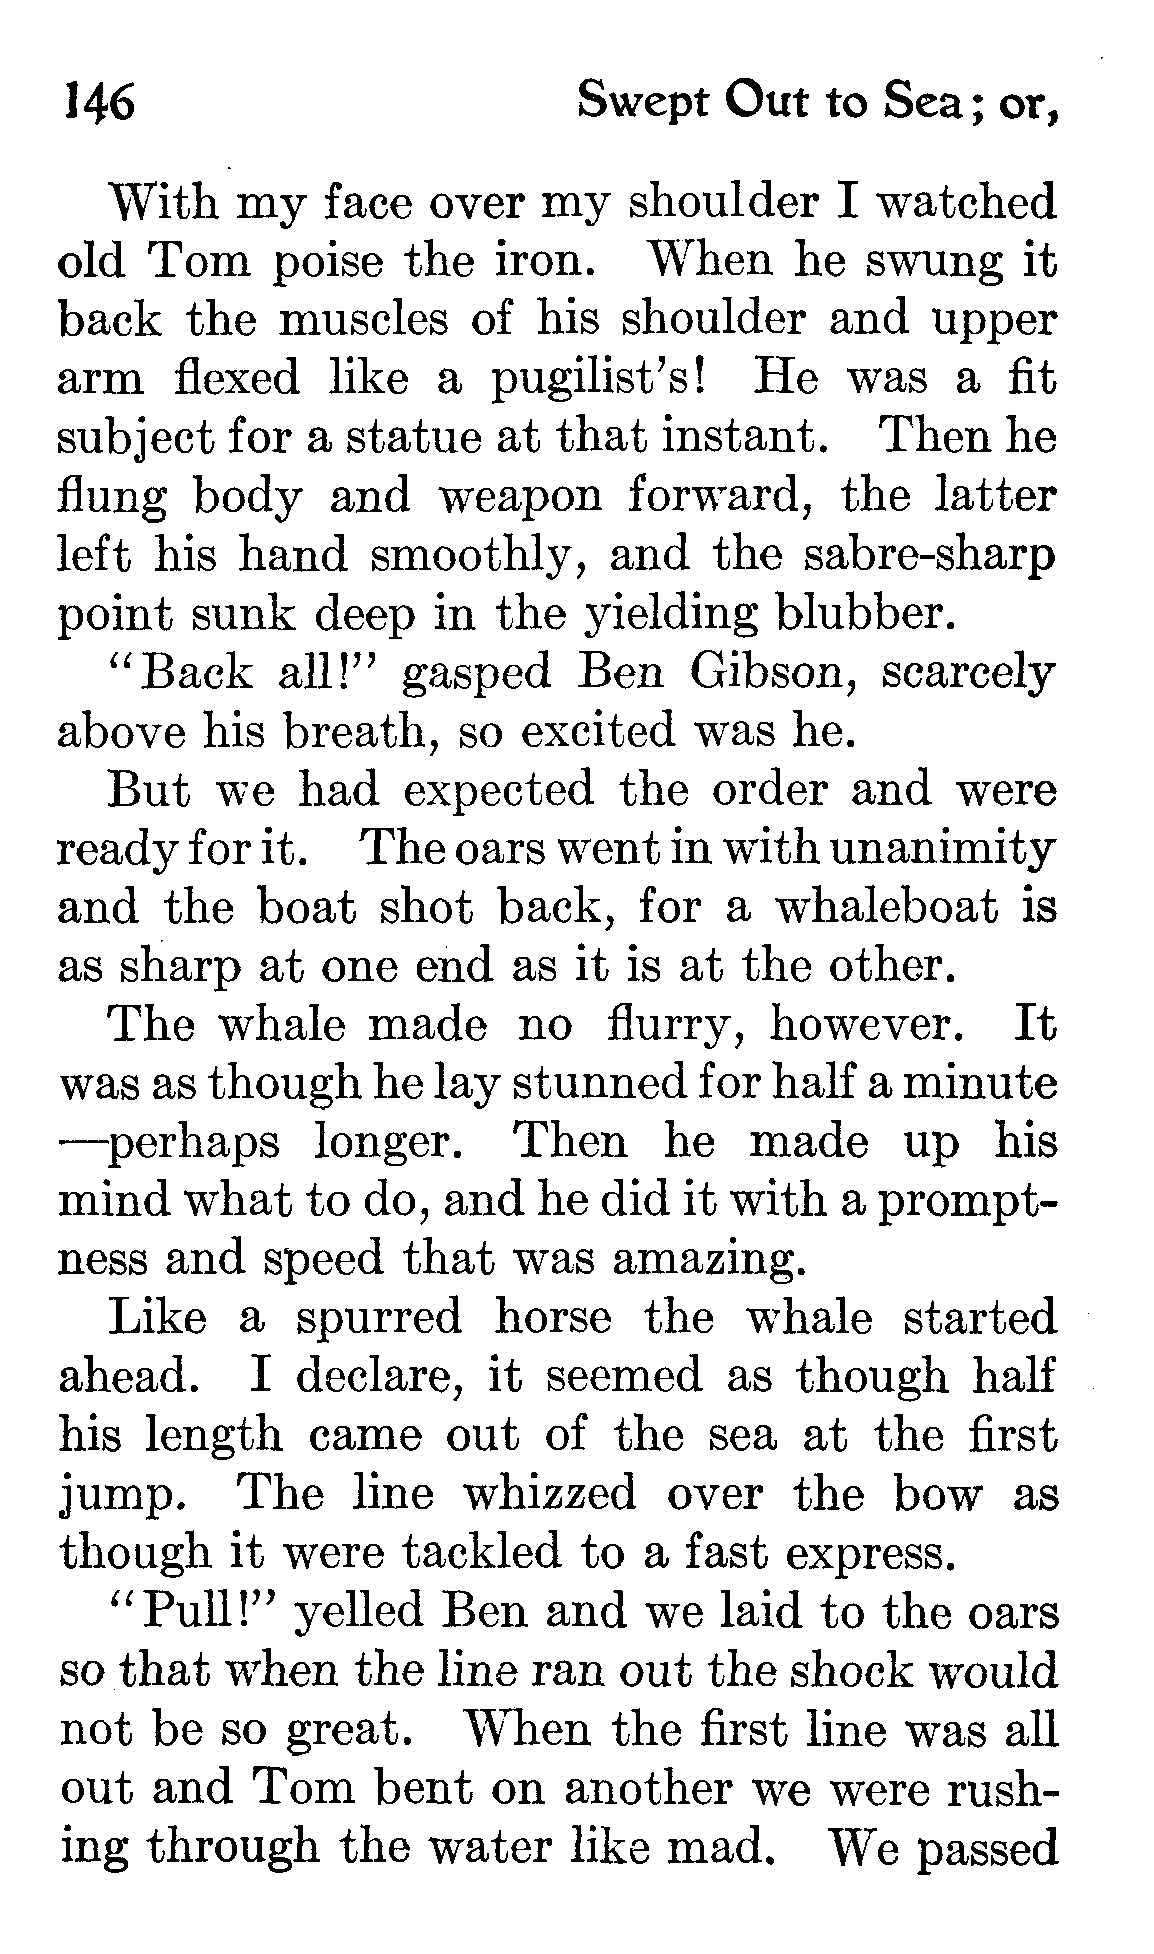 146 Swept Out to Sea; or,
With my face over my shoulder I watched
old Tom poise the iron. When he swung it
back the muscles of his shoulder and upper
arm flexed like a pugilist's! He was a fit
subject for a statue at that instant. Then he
flung body and weapon forward, the latter
left his hand smoothly, and the sabre-sharp
point sunk deep in the yielding blubber.
"Back all!" gasped Ben Gibson, scarcely
above his breath, so excited was he.
But we had expected the order and were
ready for it. The oars went in with unanimity
and the boat shot back, for a whaleboat is
as sharp at one end as it is at the other.
The whale made no flurry, however. It
was as though he lay stunned for half a minute
—perhaps longer. Then he made up his
mind what to do, and he did it with a prompt-
ness and speed that was amazing.
Like a spurred horse the whale started
ahead. I declare, it seemed as though half
his length came out of the sea at the first
jump. The line whizzed over the bow as
though it were tackled to a fast express.
"Pull!" yelled Ben and we laid to the oars
so that when the line ran out the shock would
not be so great. When the first line was all
out and Tom bent on another we were rush-
ing through the water like mad. We passed